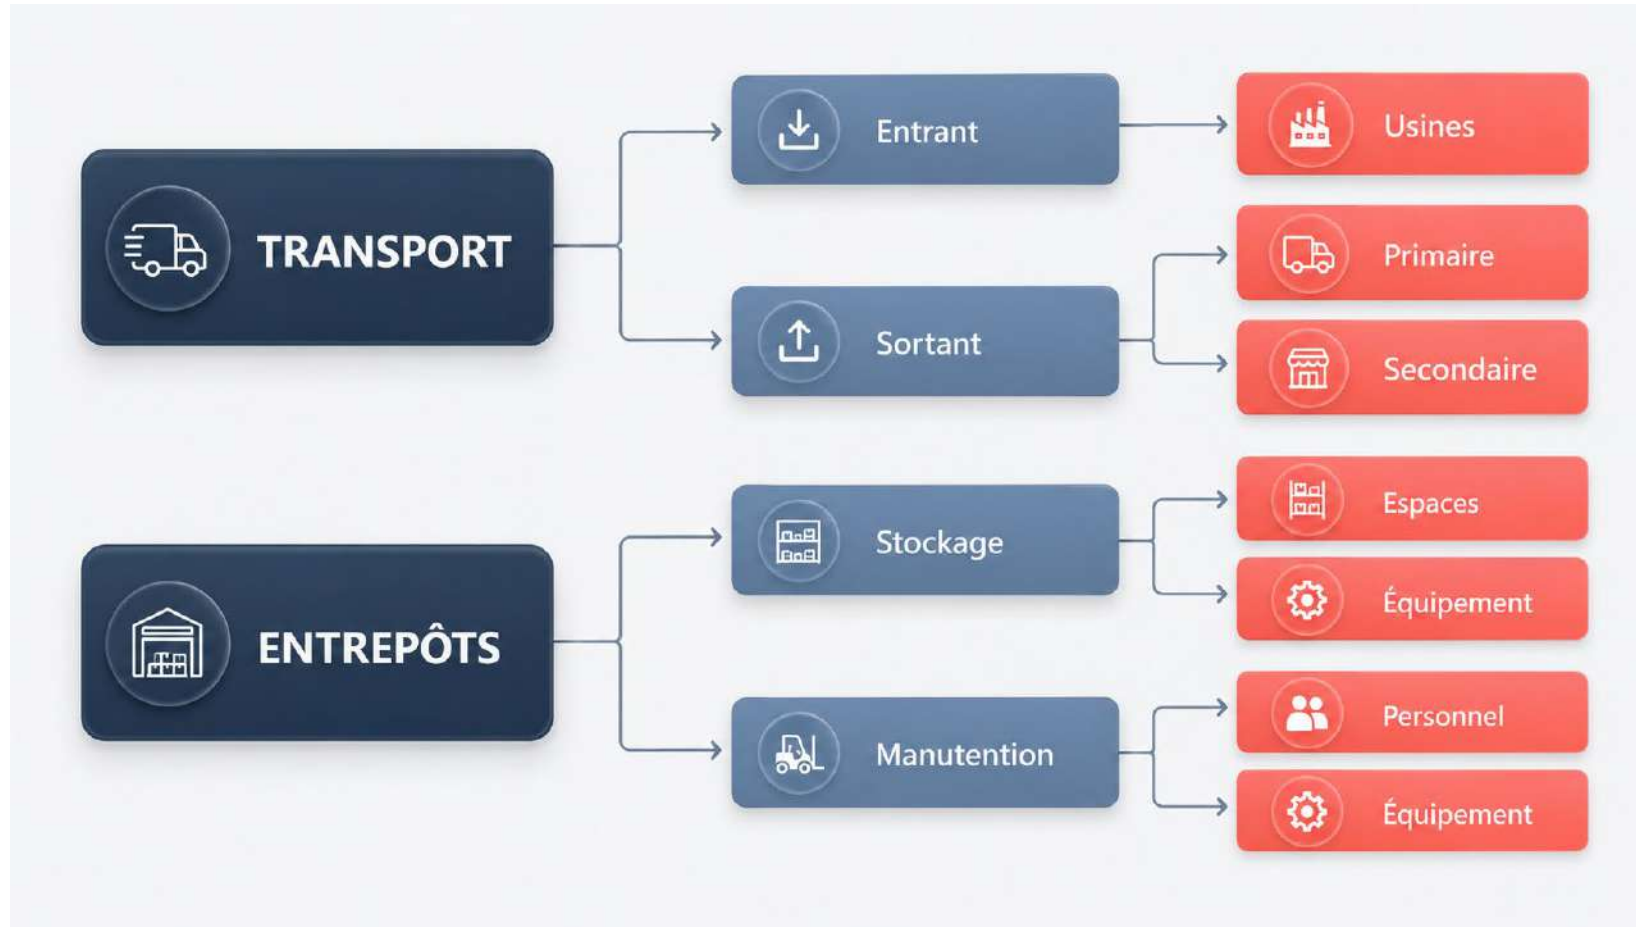 TRANSPORT
Entrant
Usines
Sortant
Primaire
Secondaire
ENTREPÔTS
Stockage
Espaces
Équipement
Manutention
Personnel
Équipement